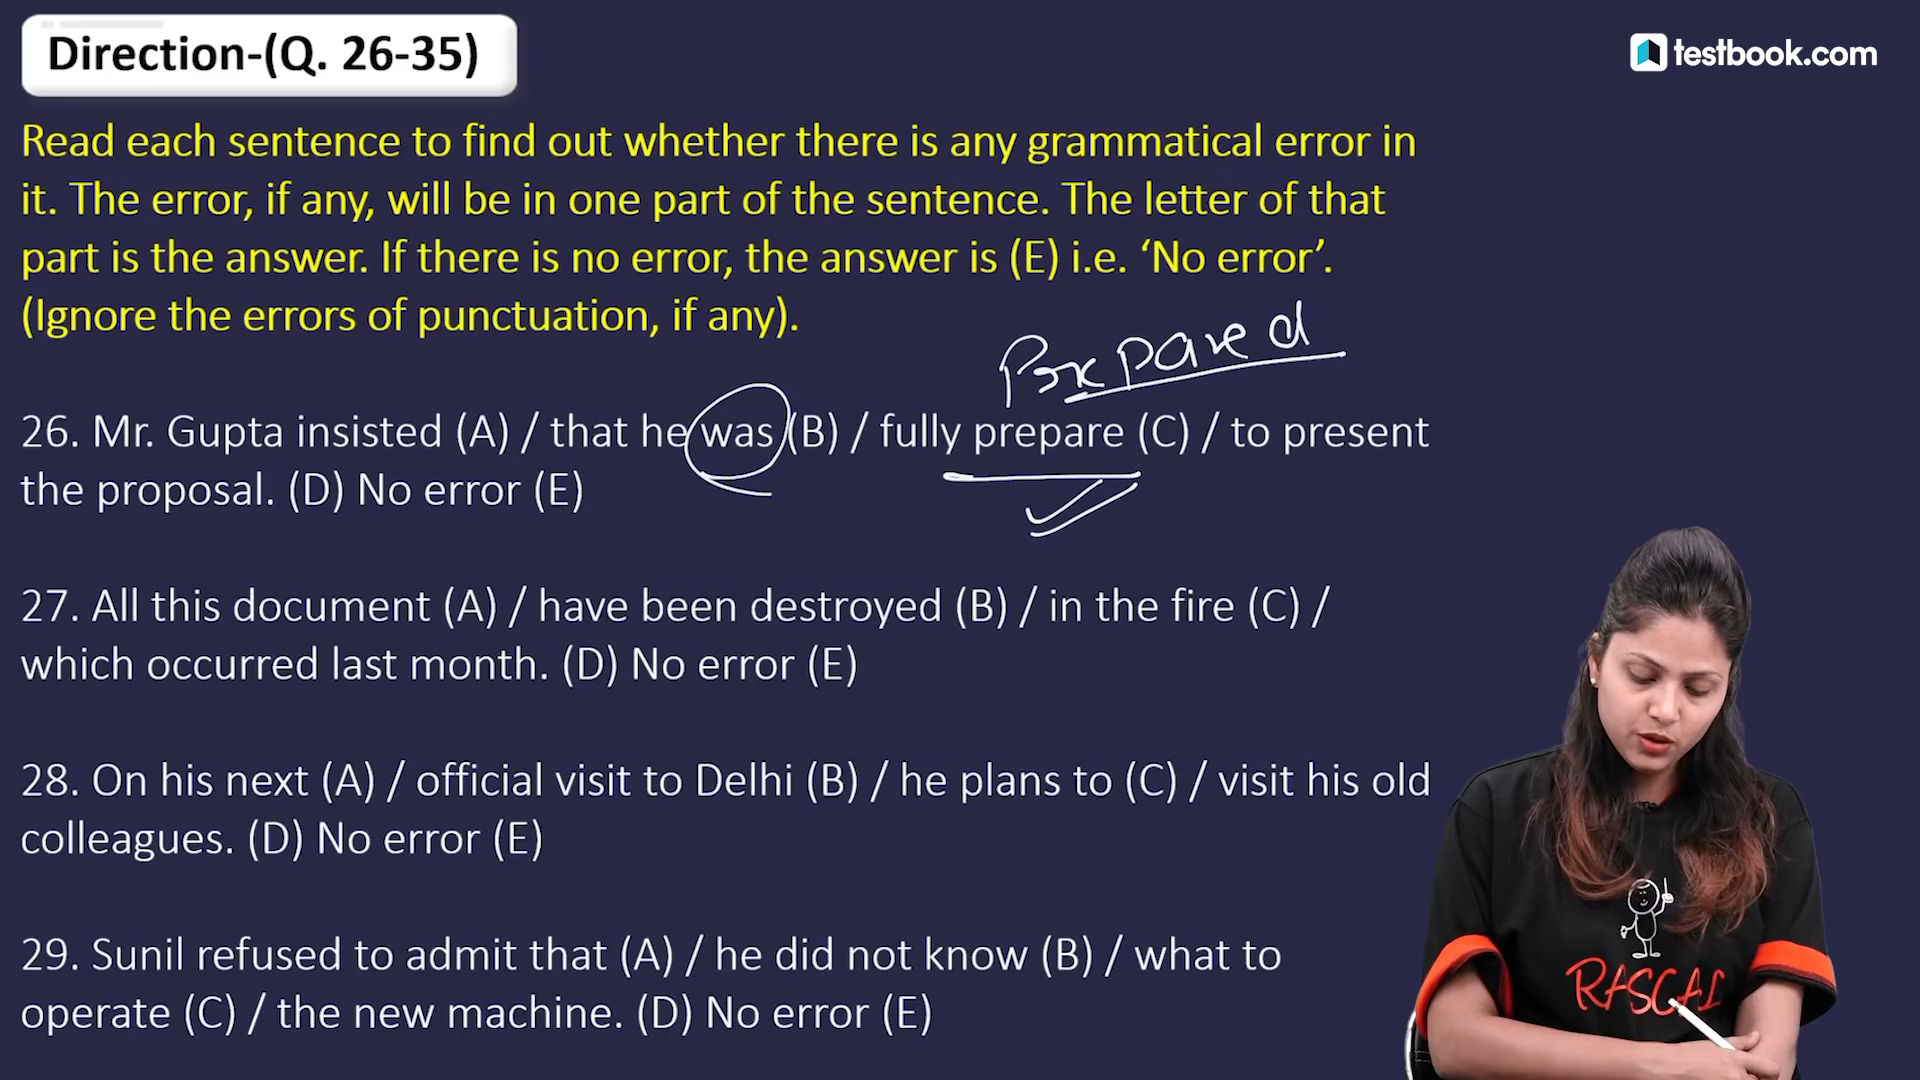 Direction-(Q. 26-35)
testbook.com
Read each sentence to find out whether there is any grammatical error in
it. The error, if any, will be in one part of the sentence. The letter of that
part is the answer. If there is no error, the answer is (E) i.e. ‘No error’.
(Ignore the errors of punctuation, if any).
Prepared
26. Mr. Gupta insisted (A) / that he was (B) / fully prepare (C) / to present
the proposal. (D) No error (E)
27. All this document (A) / have been destroyed (B) / in the fire (C) /
which occurred last month. (D) No error (E)
28. On his next (A) / official visit to Delhi (B) / he plans to (C) / visit his old
colleagues. (D) No error (E)
29. Sunil refused to admit that (A) / he did not know (B) / what to
operate (C) / the new machine. (D) No error (E)
RASCAL